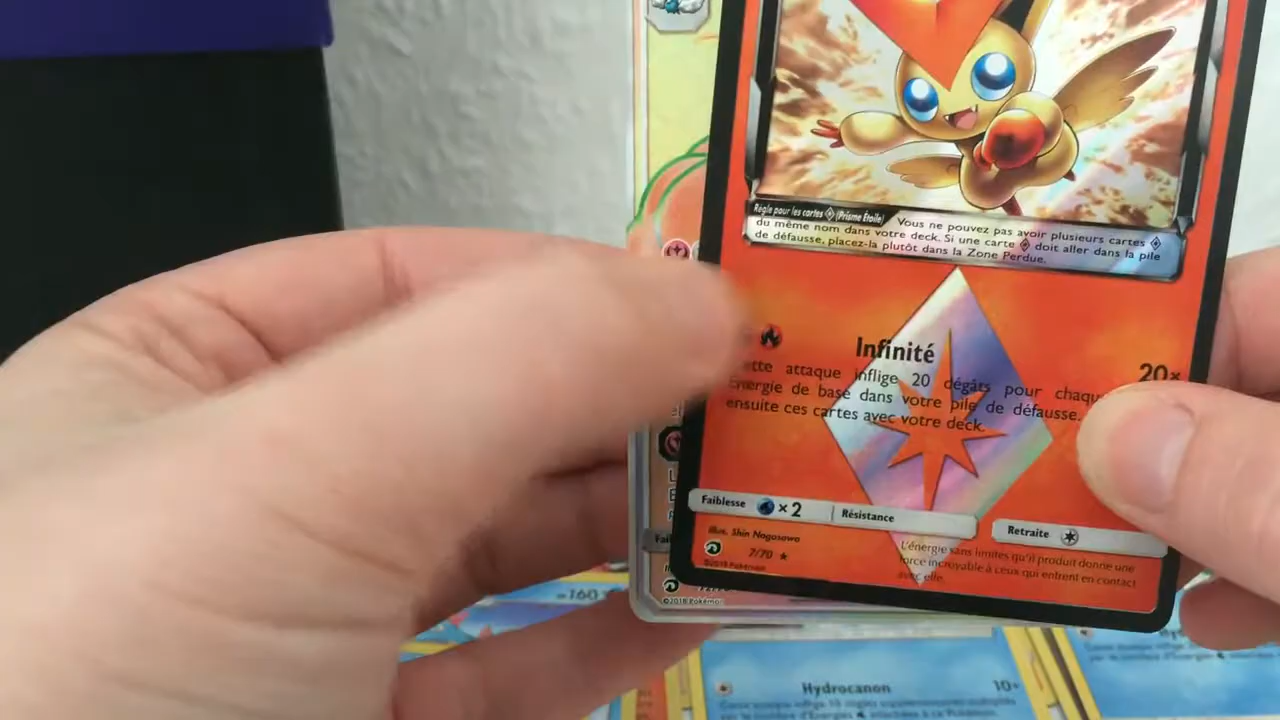 Règle pour les cartes (Prisme Étoile) Vous ne pouvez pas avoir plusieurs cartes
du même nom dans votre deck. Si une carte doit aller dans la pile
de défausse, placez-la plutôt dans la Zone Perdue.
Infinité
20×
attaque inflige 20 dégâts pour
Énergie de base dans votre pile de défausse.
ensuite ces cartes avec votre deck.
Faiblesse ×2 Résistance
Retraite
Illus. Shin Nagasawa
7/70
©2018 Pokémon
L'énergie sans limites qu'il produit donne une
force incroyable à ceux qui entrent en contact
avec elle.
©2018 Pokémon
160
Hydrocanon 10+